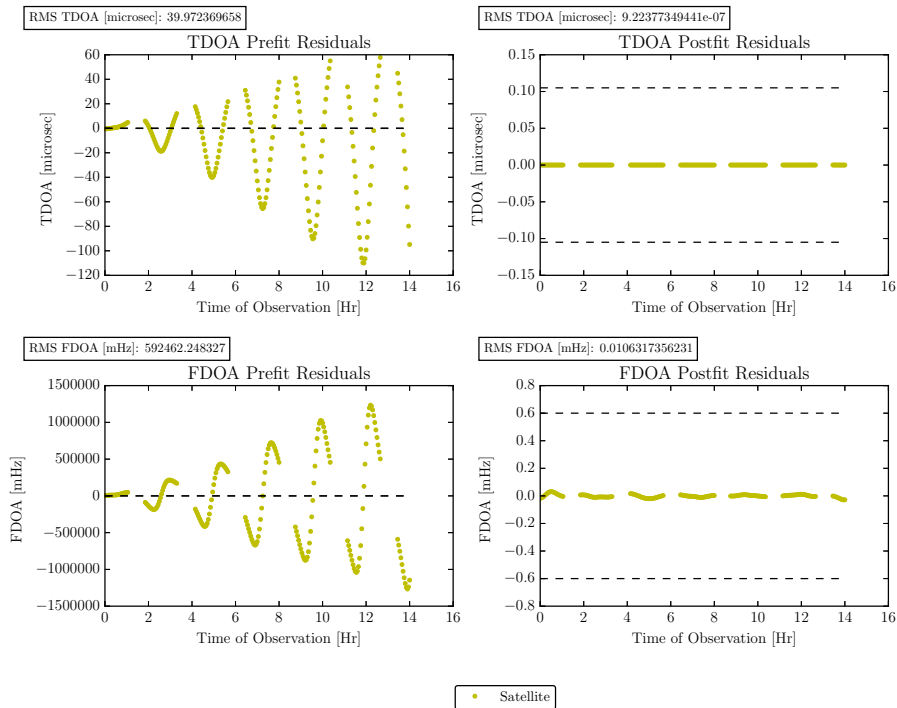 RMS TDOA [microsec]: 39.972369658
TDOA Prefit Residuals
60
40
20
0
−20
−40
−60
−80
−100
−120
TDOA [microsec]
0 2 4 6 8 10 12 14 16
Time of Observation [Hr]
RMS TDOA [microsec]: 9.22377349441e-07
TDOA Postfit Residuals
0.15
0.10
0.05
0.00
−0.05
−0.10
−0.15
TDOA [microsec]
0 2 4 6 8 10 12 14 16
Time of Observation [Hr]
RMS FDOA [mHz]: 592462.248327
FDOA Prefit Residuals
1500000
1000000
500000
0
−500000
−1000000
−1500000
FDOA [mHz]
0 2 4 6 8 10 12 14 16
Time of Observation [Hr]
RMS FDOA [mHz]: 0.0106317356231
FDOA Postfit Residuals
0.8
0.6
0.4
0.2
0.0
−0.2
−0.4
−0.6
−0.8
FDOA [mHz]
0 2 4 6 8 10 12 14 16
Time of Observation [Hr]
Satellite